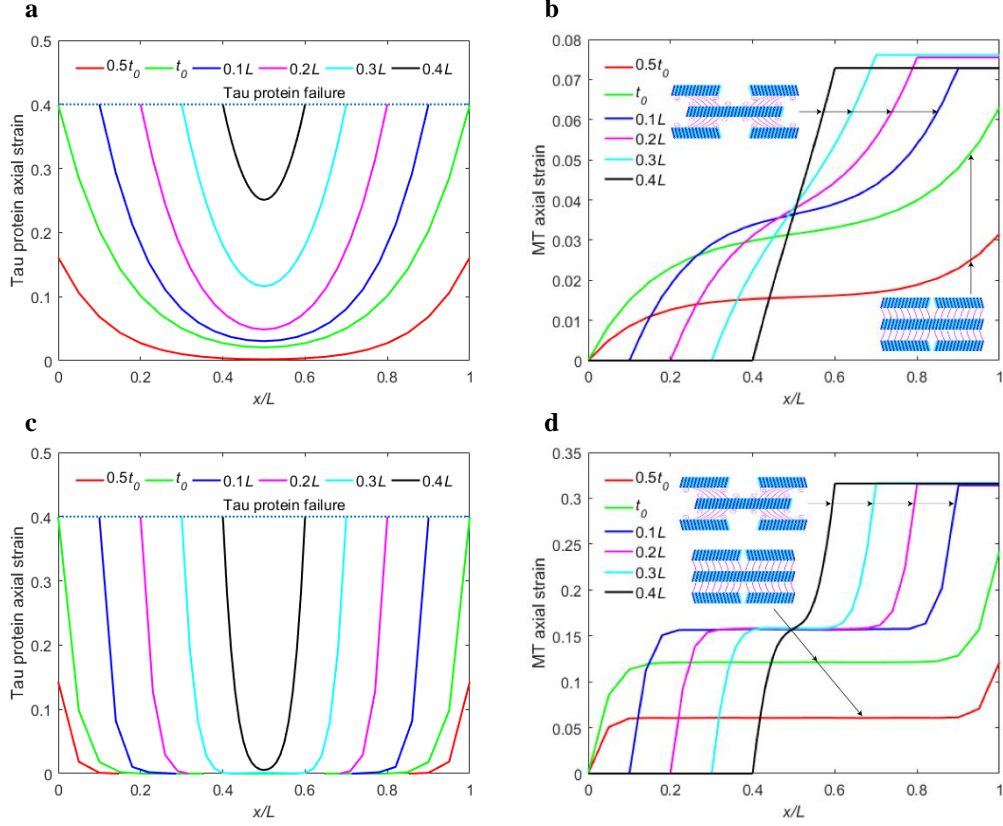 a
0.5
0.4
0.3
0.2
0.1
0
Tau protein axial strain
0.5t0 t0 0.1L 0.2L 0.3L 0.4L
Tau protein failure
0 0.2 0.4 0.6 0.8 1
x/L
b
0.08
0.07
0.06
0.05
0.04
0.03
0.02
0.01
0
MT axial strain
0.5t0
t0
0.1L
0.2L
0.3L
0.4L
0 0.2 0.4 0.6 0.8 1
x/L
c
0.5
0.4
0.3
0.2
0.1
0
Tau protein axial strain
0.5t0 t0 0.1L 0.2L 0.3L 0.4L
Tau protein failure
0 0.2 0.4 0.6 0.8 1
x/L
d
0.35
0.3
0.25
0.2
0.15
0.1
0.05
0
MT axial strain
0.5t0
t0
0.1L
0.2L
0.3L
0.4L
0 0.2 0.4 0.6 0.8 1
x/L